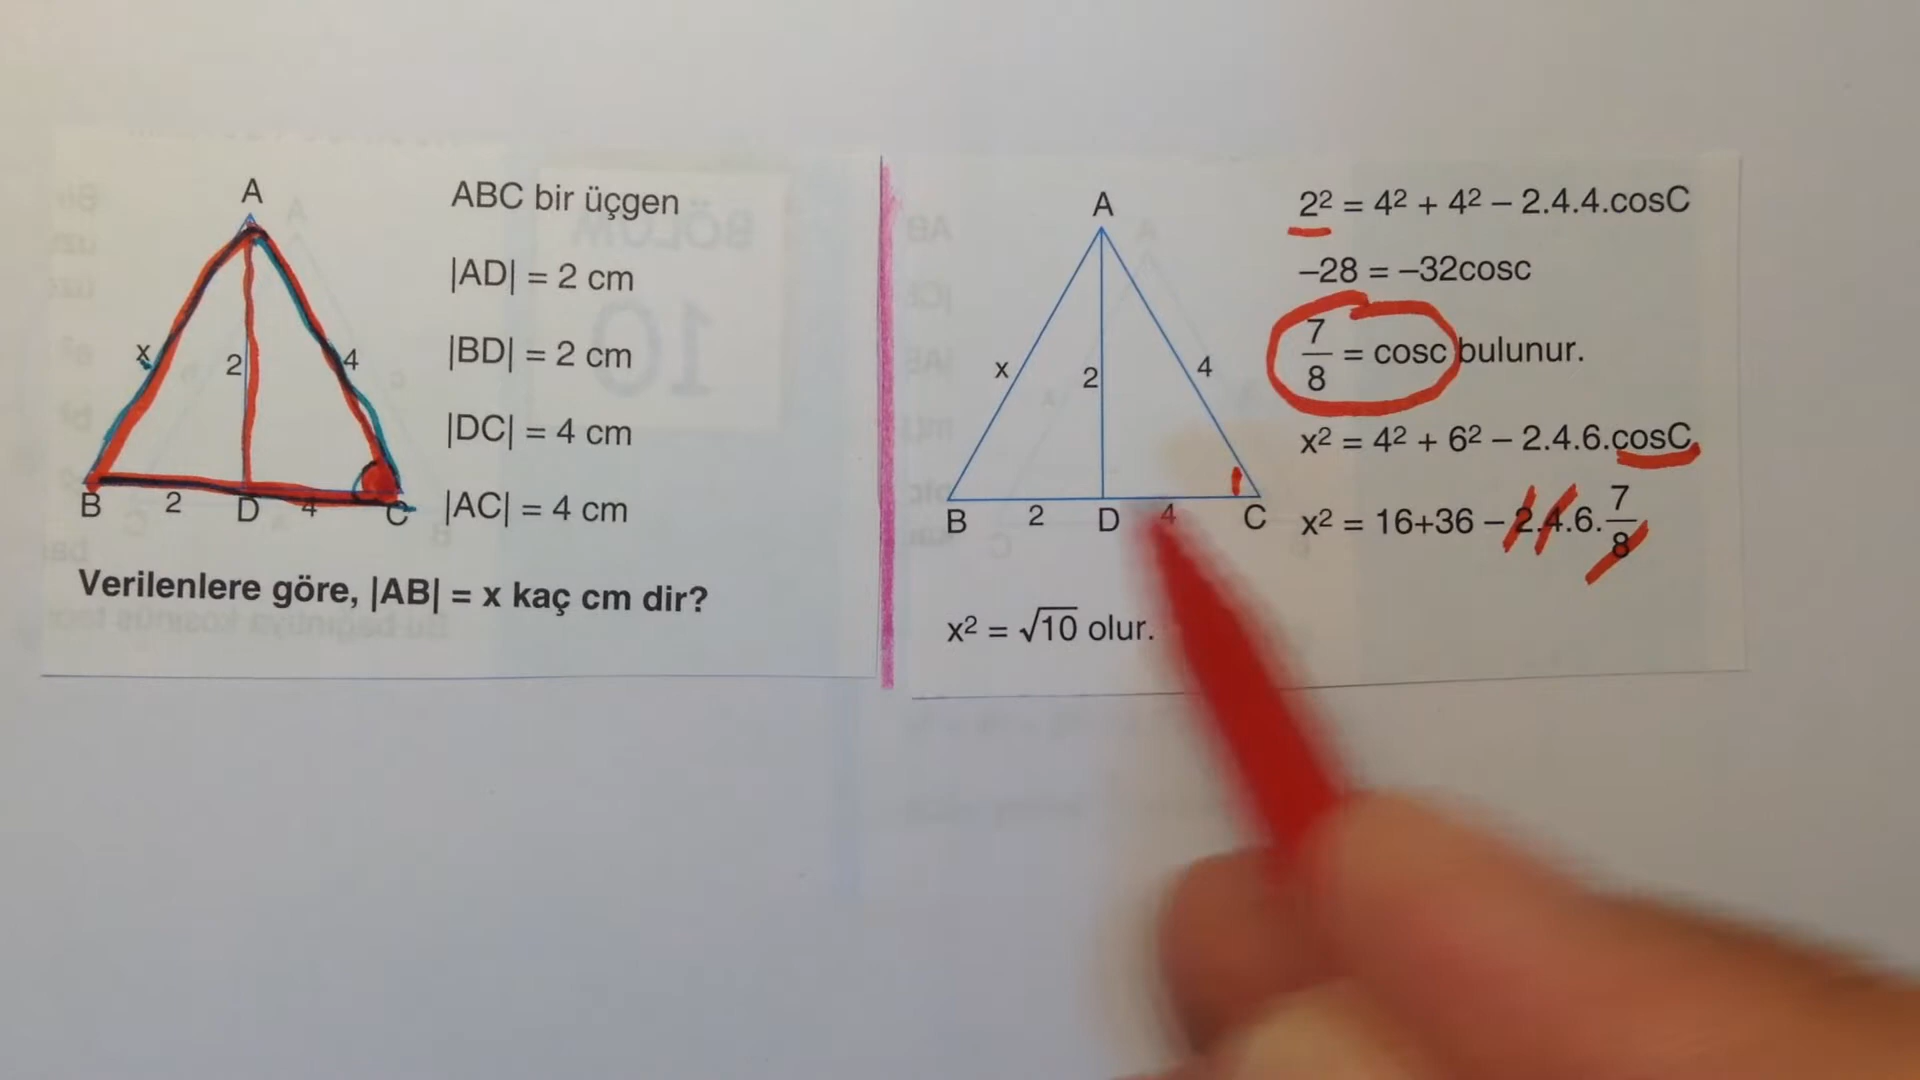 A
x
2
4
B
2
D
4
C
ABC bir üçgen
|AD| = 2 cm
|BD| = 2 cm
|DC| = 4 cm
|AC| = 4 cm
Verilenlere göre, |AB| = x kaç cm dir?
A
x
2
4
B
2
D
4
C
2² = 4² + 4² – 2.4.4.cosC
–28 = –32cosc
7/8 = cosc bulunur.
x² = 4² + 6² – 2.4.6.cosC
x² = 16+36 – 2.4.6.7/8
x² = √10 olur.